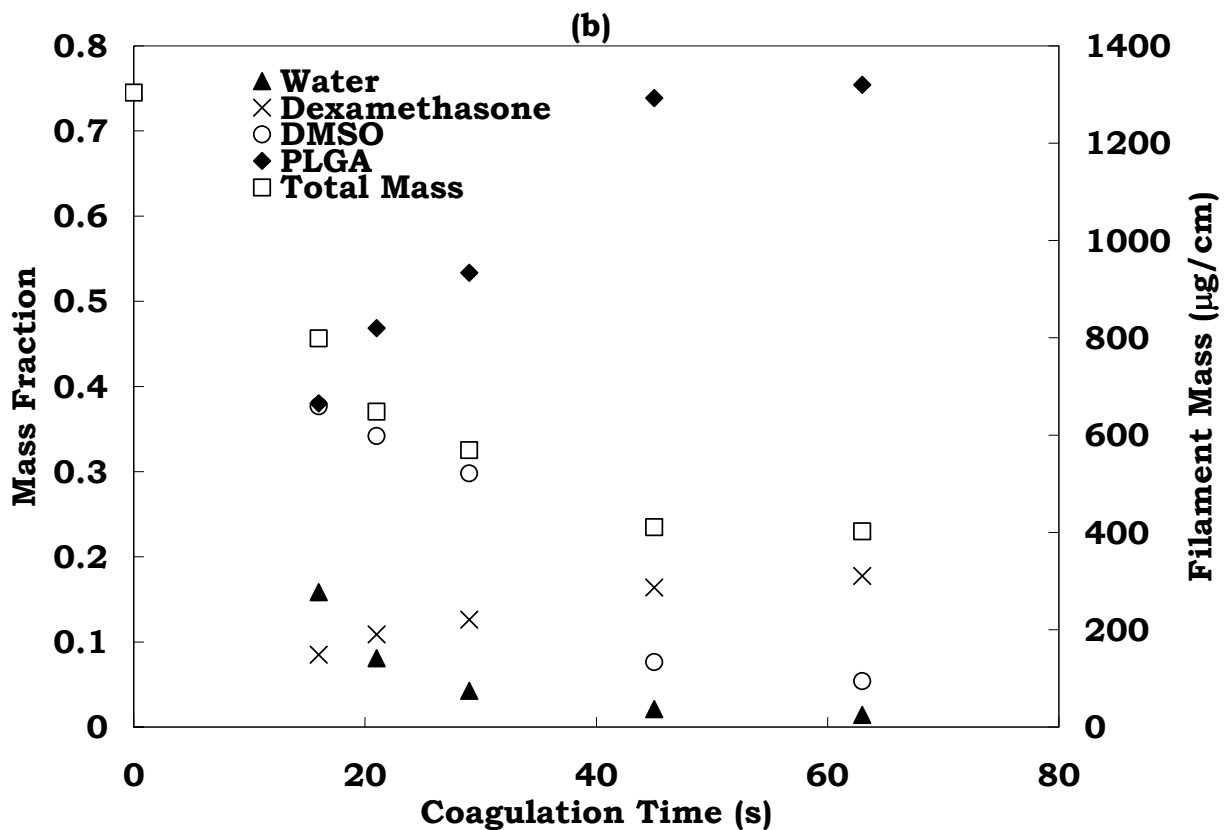 (b)
0.8
0.7
0.6
0.5
0.4
0.3
0.2
0.1
0
Mass Fraction
Water
Dexamethasone
DMSO
PLGA
Total Mass
1400
1200
1000
800
600
400
200
0
Filament Mass (µg/cm)
0 20 40 60 80
Coagulation Time (s)